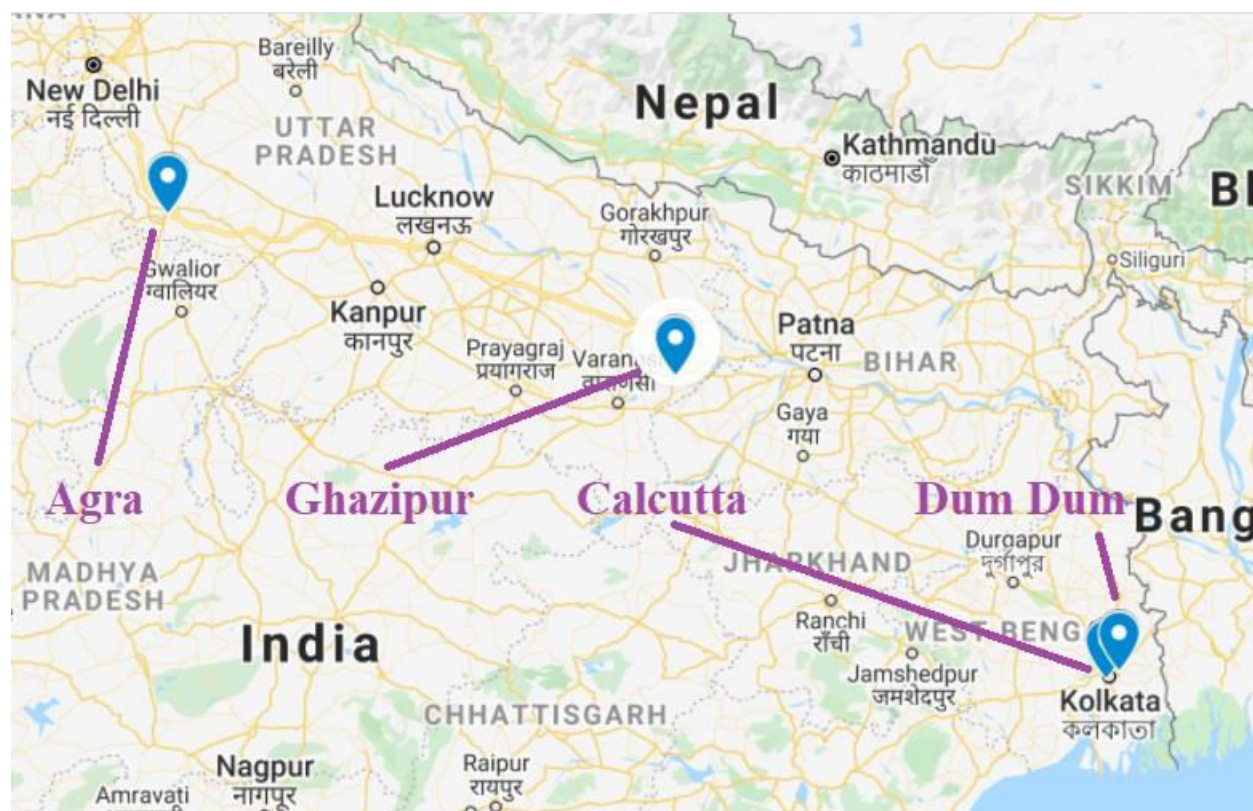 Bareilly
बरेली
New Delhi
नई दिल्ली
UTTAR
PRADESH
Nepal
Kathmandu
काठमाडौं
SIKKIM
Lucknow
लखनऊ
Gorakhpur
गोरखपुर
Siliguri
Gwalior
ग्वालियर
Kanpur
कानपुर
Prayagraj
प्रयागराज
Patna
पटना
BIHAR
Gaya
गया
Agra
Ghazipur
Calcutta
Dum Dum
Bang
Durgapur
দুর্গাপুর
MADHYA
PRADESH
JHARKHAND
India
Ranchi
राँची
WEST BENG
Jamshedpur
जमशेदपुर
Kolkata
কলকাতা
CHHATTISGARH
Nagpur
नागपूर
Raipur
रायपुर
Amravati